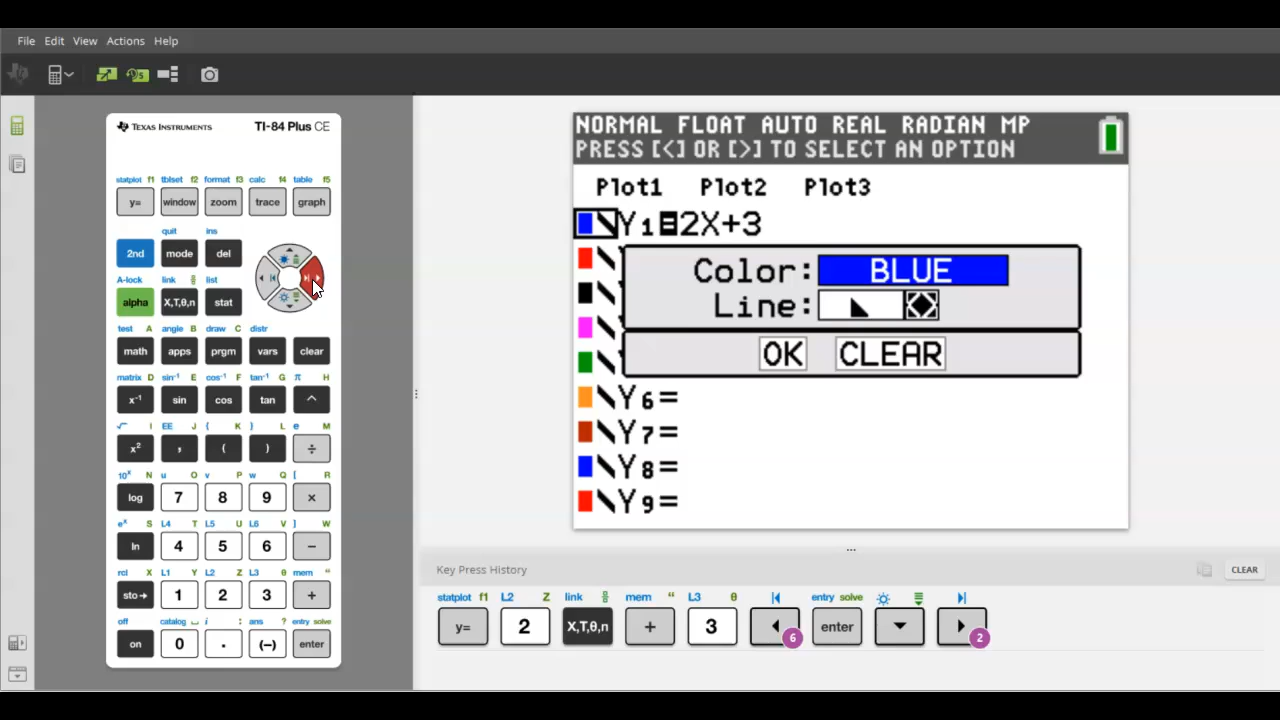 File Edit View Actions Help
TEXAS INSTRUMENTS TI-84 Plus CE
statplot f1 tblset f2 format f3 calc f4 table f5
y= window zoom trace graph
quit ins
2nd mode del
A-lock link list
alpha X,T,θ,n stat
test A angle B draw C distr
math apps prgm vars clear
matrix D sin⁻¹ E cos⁻¹ F tan⁻¹ G π H
x⁻¹ sin cos tan ^
√ I EE J { K } L e M
x² , ( ) ÷
10ˣ N u O v P w Q [ R
log 7 8 9 ×
eˣ S L4 T L5 U L6 V ] W
ln 4 5 6 −
rcl X L1 Y L2 Z L3 θ mem “
sto→ 1 2 3 +
off catalog ⎵ i : ans ? entry solve
on 0 . (−) enter
NORMAL FLOAT AUTO REAL RADIAN MP
PRESS [<] OR [>] TO SELECT AN OPTION
Plot1 Plot2 Plot3
Y1=2X+3
Color: BLUE
Line:
OK CLEAR
Y6=
Y7=
Y8=
Y9=
Key Press History CLEAR
statplot f1 L2 Z link mem “ L3 θ entry solve
y= 2 X,T,θ,n + 3 enter
6 2